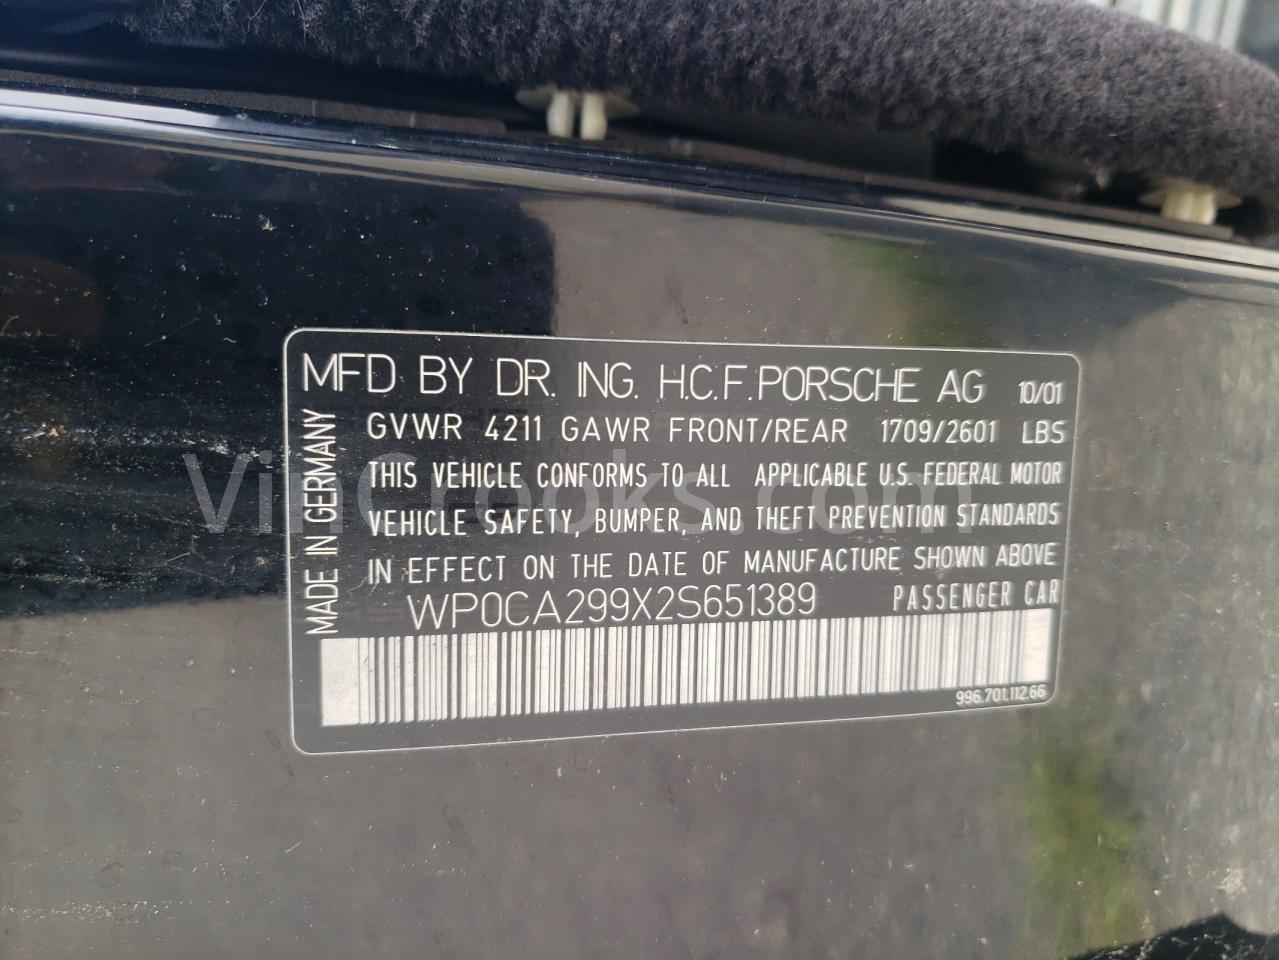 MFD BY DR. ING. H.C.F. PORSCHE AG 10/01
GVWR 4211 GAWR FRONT/REAR 1709/2601 LBS
THIS VEHICLE CONFORMS TO ALL APPLICABLE U.S. FEDERAL MOTOR
VEHICLE SAFETY, BUMPER, AND THEFT PREVENTION STANDARDS
IN EFFECT ON THE DATE OF MANUFACTURE SHOWN ABOVE
WP0CA299X2S651389 PASSENGER CAR
996.701.112.66
MADE IN GERMANY
VinCrooks.com